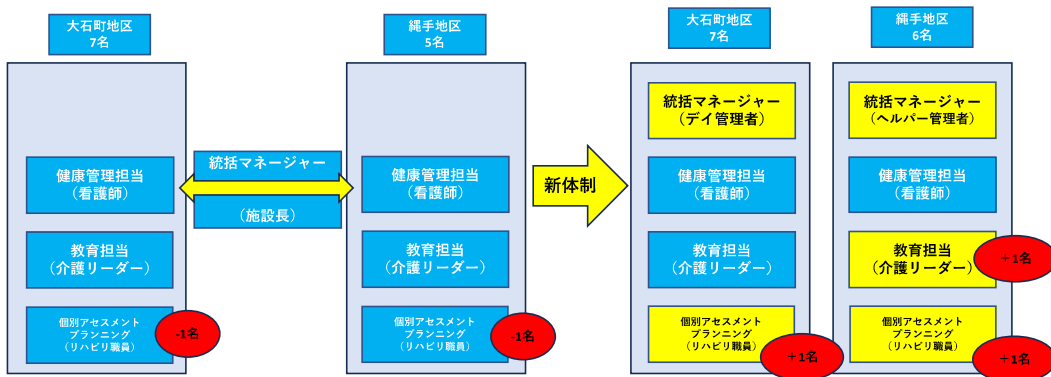 大石町地区
7名
縄手地区
5名
大石町地区
7名
縄手地区
6名
健康管理担当
（看護師）
教育担当
（介護リーダー）
個別アセスメント
プランニング
（リハビリ職員）
-1名
統括マネージャー
（施設長）
健康管理担当
（看護師）
教育担当
（介護リーダー）
個別アセスメント
プランニング
（リハビリ職員）
-1名
新体制
統括マネージャー
（デイ管理者）
健康管理担当
（看護師）
教育担当
（介護リーダー）
個別アセスメント
プランニング
（リハビリ職員）
＋1名
統括マネージャー
（ヘルパー管理者）
健康管理担当
（看護師）
教育担当
（介護リーダー）
＋1名
個別アセスメント
プランニング
（リハビリ職員）
＋1名